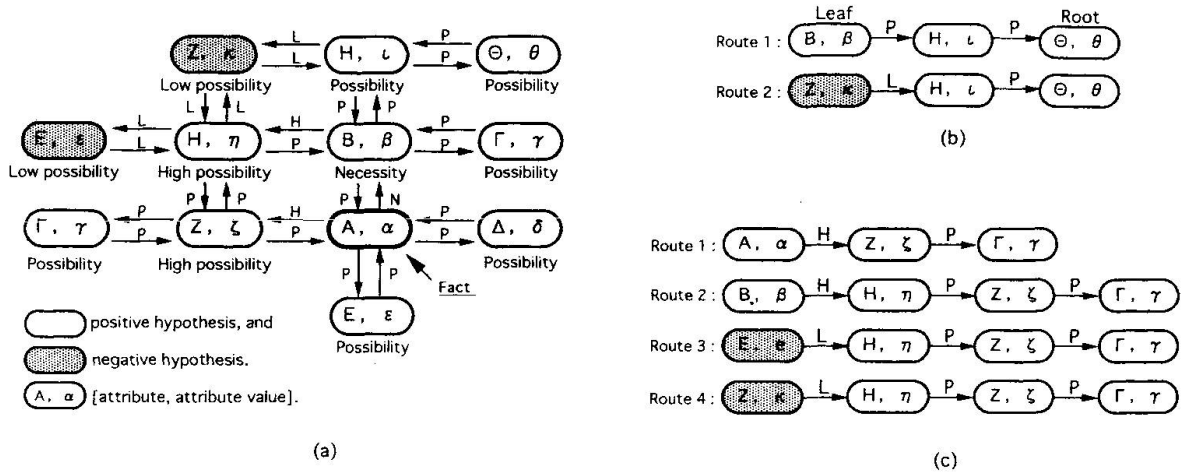 L L P P
Z, κ H, ι Θ, θ
Low possibility Possibility Possibility
L L P P
L L H P P P
E, ε H, η B, β Γ, γ
Low possibility High possibility Necessity Possibility
P P P N
P P H P P P
Γ, γ Z, ζ A, α Δ, δ
Possibility High possibility Possibility
P P
Fact
E, ε
Possibility
positive hypothesis, and
negative hypothesis.
A, α [attribute, attribute value].
(a)
Leaf Root
Route 1 : B, β P H, ι P Θ, θ
Route 2 : Z, κ L H, ι P Θ, θ
(b)
Route 1 : A, α H Z, ζ P Γ, γ
Route 2 : B, β H H, η P Z, ζ P Γ, γ
Route 3 : E, e L H, η P Z, ζ P Γ, γ
Route 4 : Z, κ L H, η P Z, ζ P Γ, γ
(c)